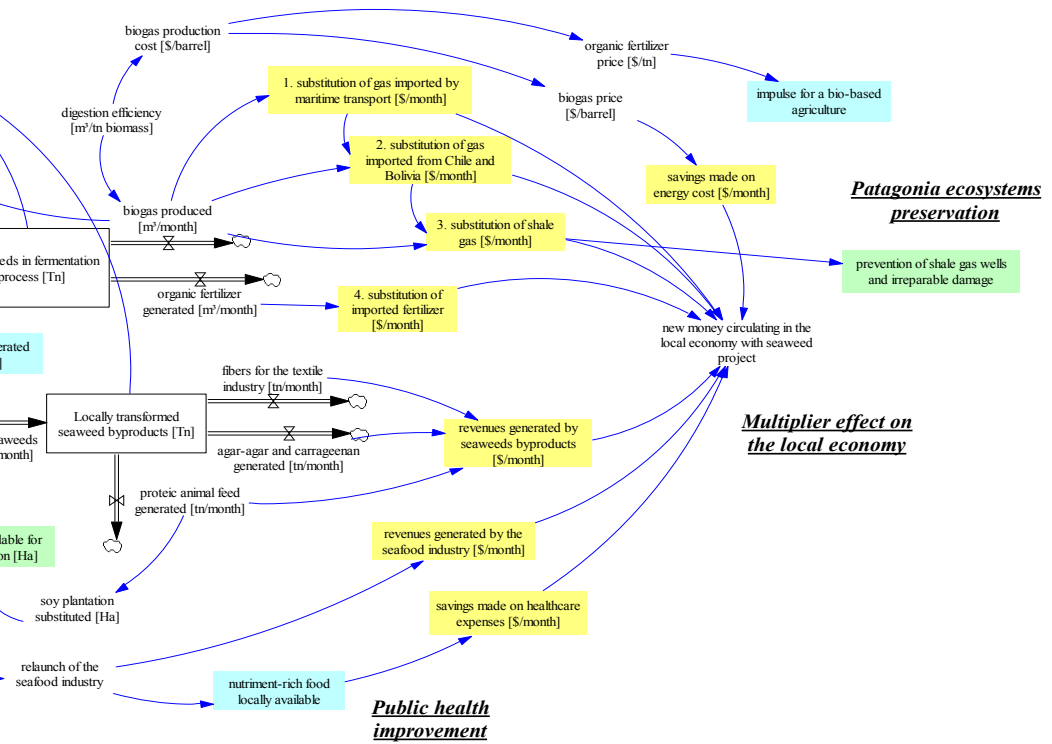 biogas production
cost [$/barrel]
organic fertilizer
price [$/tn]
1. substitution of gas imported by
maritime transport [$/month]
impulse for a bio-based
agriculture
biogas price
[$/barrel]
digestion efficiency
[m³/tn biomass]
2. substitution of gas
imported from Chile and
Bolivia [$/month]
savings made on
energy cost [$/month]
Patagonia ecosystems
preservation
biogas produced
[m³/month]
3. substitution of shale
gas [$/month]
eds in fermentation
process [Tn]
prevention of shale gas wells
and irreparable damage
organic fertilizer
generated [m³/month]
4. substitution of
imported fertilizer
[$/month]
new money circulating in the
local economy with seaweed
project
erated
]
fibers for the textile
industry [tn/month]
Locally transformed
seaweed byproducts [Tn]
revenues generated by
seaweeds byproducts
[$/month]
Multiplier effect on
the local economy
aweeds
month]
agar-agar and carrageenan
generated [tn/month]
proteic animal feed
generated [tn/month]
revenues generated by the
seafood industry [$/month]
lable for
on [Ha]
soy plantation
substituted [Ha]
savings made on healthcare
expenses [$/month]
relaunch of the
seafood industry
nutriment-rich food
locally available
Public health
improvement